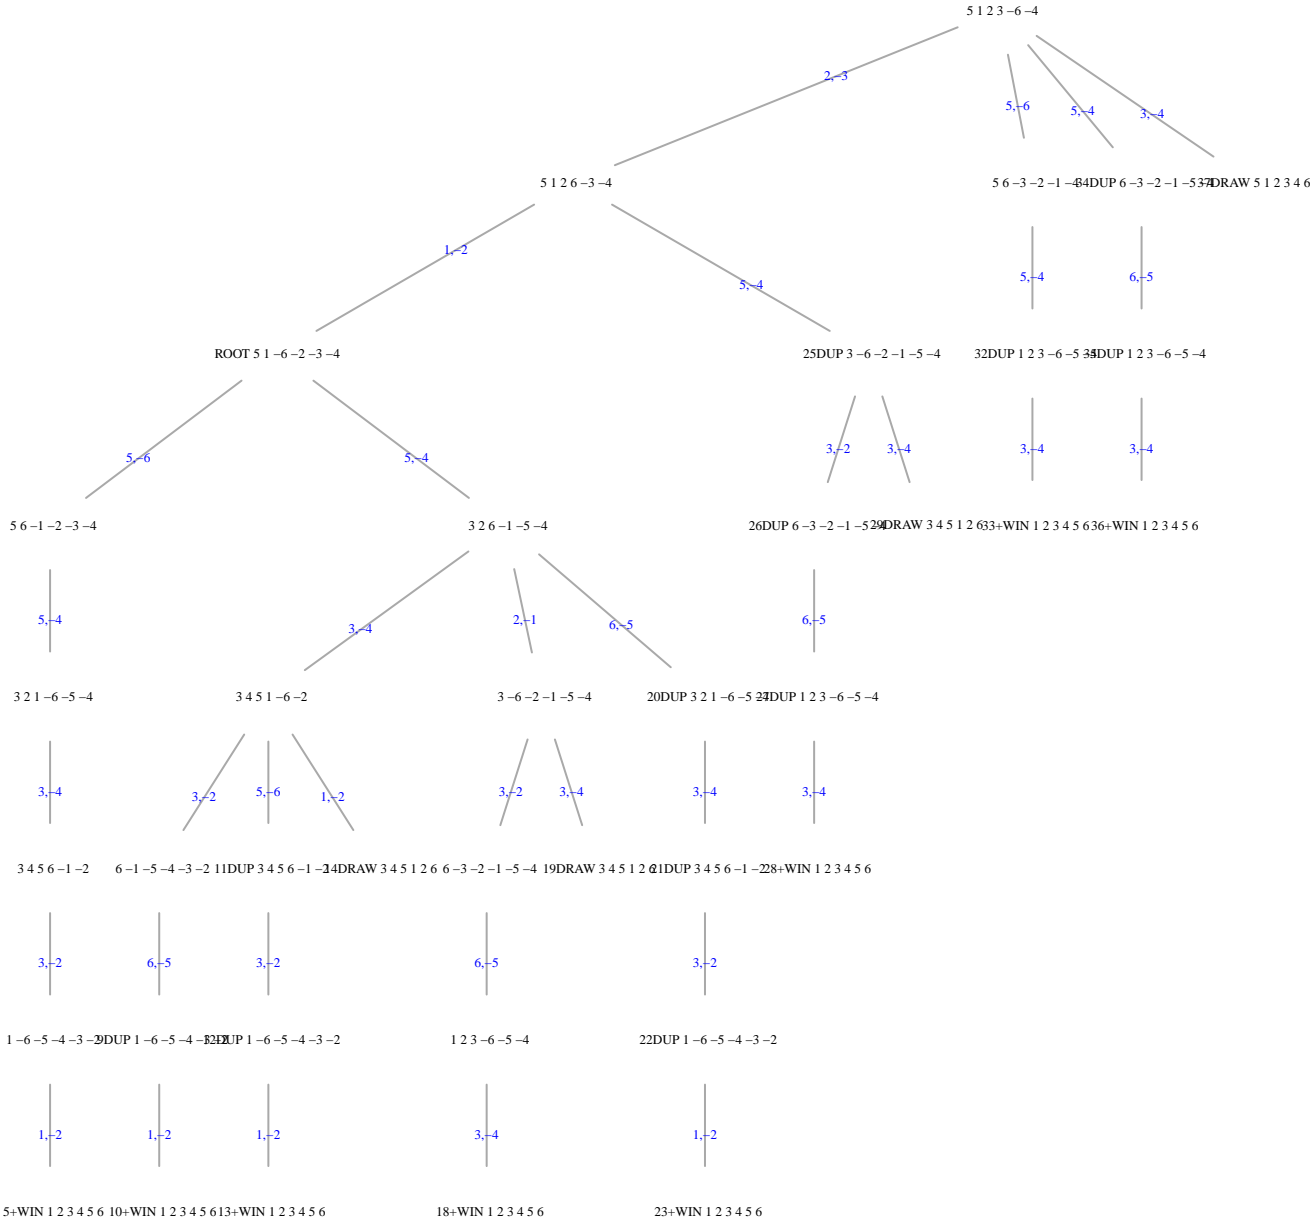 5 1 2 3 −6 −4
2,−3
5,−6
5,−4
3,−4
5 1 2 6 −3 −4
5 6 −3 −2 −1 −4
34DUP 6 −3 −2 −1 −5 −4
37DRAW 5 1 2 3 4 6
1,−2
5,−4
5,−4
6,−5
ROOT 5 1 −6 −2 −3 −4
25DUP 3 −6 −2 −1 −5 −4
32DUP 1 2 3 −6 −5 −4
35DUP 1 2 3 −6 −5 −4
5,−6
5,−4
3,−2
3,−4
3,−4
3,−4
5 6 −1 −2 −3 −4
3 2 6 −1 −5 −4
26DUP 6 −3 −2 −1 −5 −4
29DRAW 3 4 5 1 2 6
33+WIN 1 2 3 4 5 6
36+WIN 1 2 3 4 5 6
5,−4
3,−4
2,−1
6,−5
6,−5
3 2 1 −6 −5 −4
3 4 5 1 −6 −2
3 −6 −2 −1 −5 −4
20DUP 3 2 1 −6 −5 −4
27DUP 1 2 3 −6 −5 −4
3,−4
3,−2
5,−6
1,−2
3,−2
3,−4
3,−4
3,−4
3 4 5 6 −1 −2
6 −1 −5 −4 −3 −2
11DUP 3 4 5 6 −1 −2
14DRAW 3 4 5 1 2 6
6 −3 −2 −1 −5 −4
19DRAW 3 4 5 1 2 6
21DUP 3 4 5 6 −1 −2
28+WIN 1 2 3 4 5 6
3,−2
6,−5
3,−2
6,−5
3,−2
1 −6 −5 −4 −3 −2
9DUP 1 −6 −5 −4 −3 −2
12DUP 1 −6 −5 −4 −3 −2
1 2 3 −6 −5 −4
22DUP 1 −6 −5 −4 −3 −2
1,−2
1,−2
1,−2
3,−4
1,−2
5+WIN 1 2 3 4 5 6
10+WIN 1 2 3 4 5 6
13+WIN 1 2 3 4 5 6
18+WIN 1 2 3 4 5 6
23+WIN 1 2 3 4 5 6